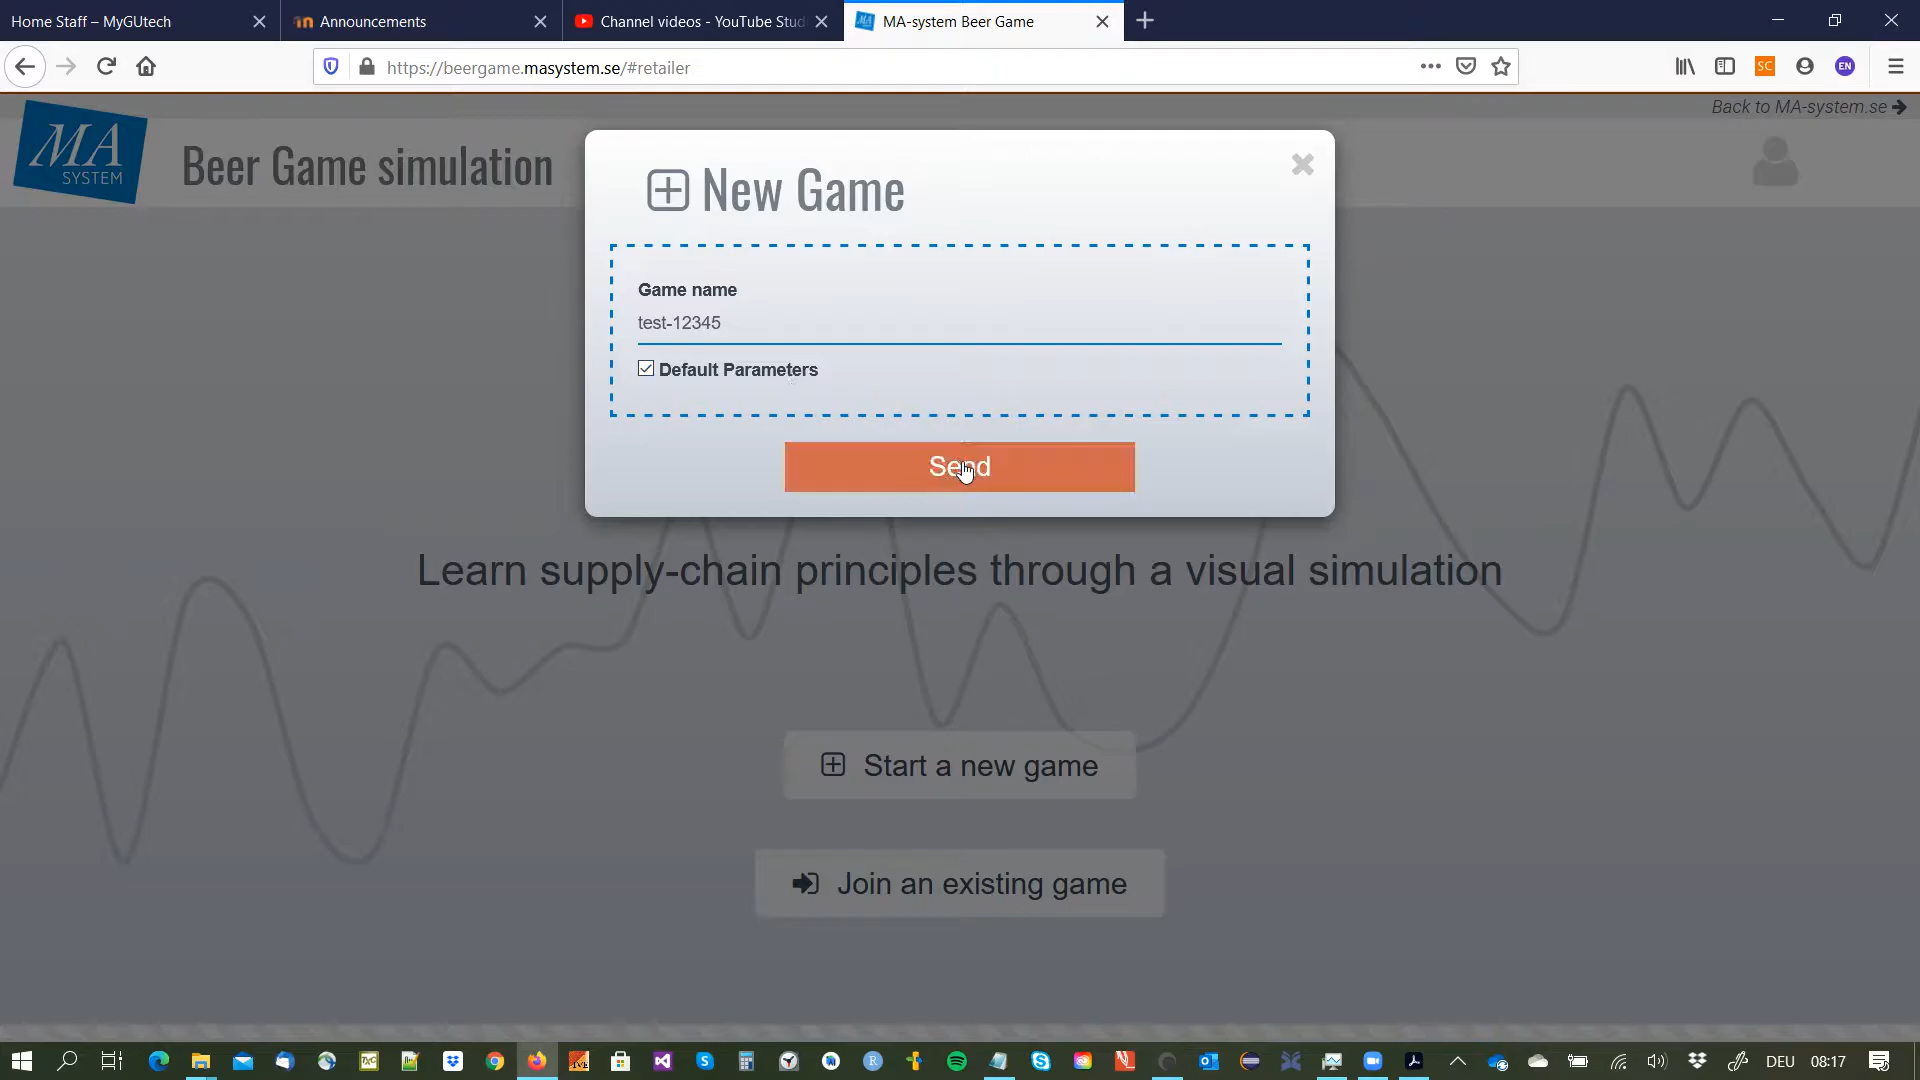 Home Staff – MyGUtech
Announcements
Channel videos - YouTube Stud
MA-system Beer Game
https://beergame.masystem.se/#retailer
SC
EN
Back to MA-system.se
MA
SYSTEM
Beer Game simulation
New Game
Game name
test-12345
Default Parameters
Send
Learn supply-chain principles through a visual simulation
Start a new game
Join an existing game
DEU
08:17